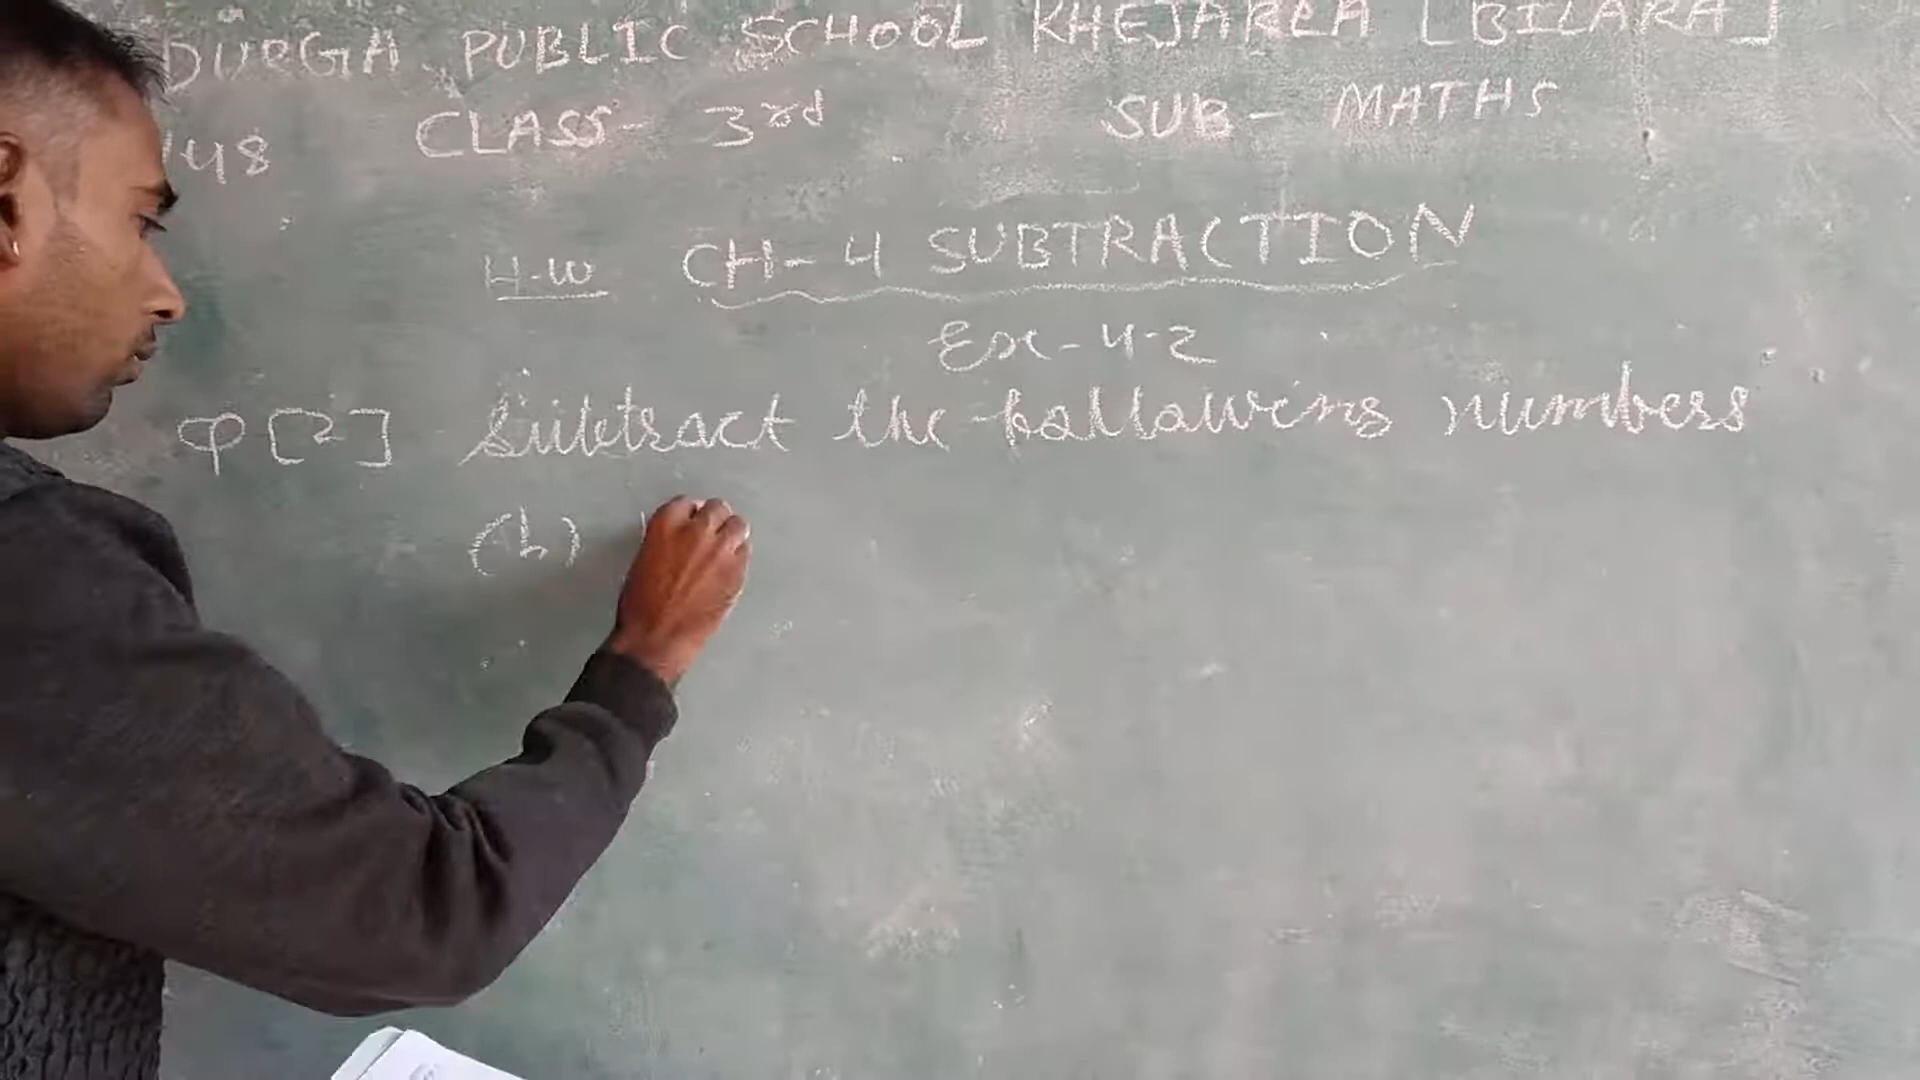 DURGA PUBLIC SCHOOL KHEJARLA [BILARA]
/48 CLASS- 3rd SUB- MATHS
H-W CH-4 SUBTRACTION
Ex-4.2
Q[2] Subtract the following numbers
(b)